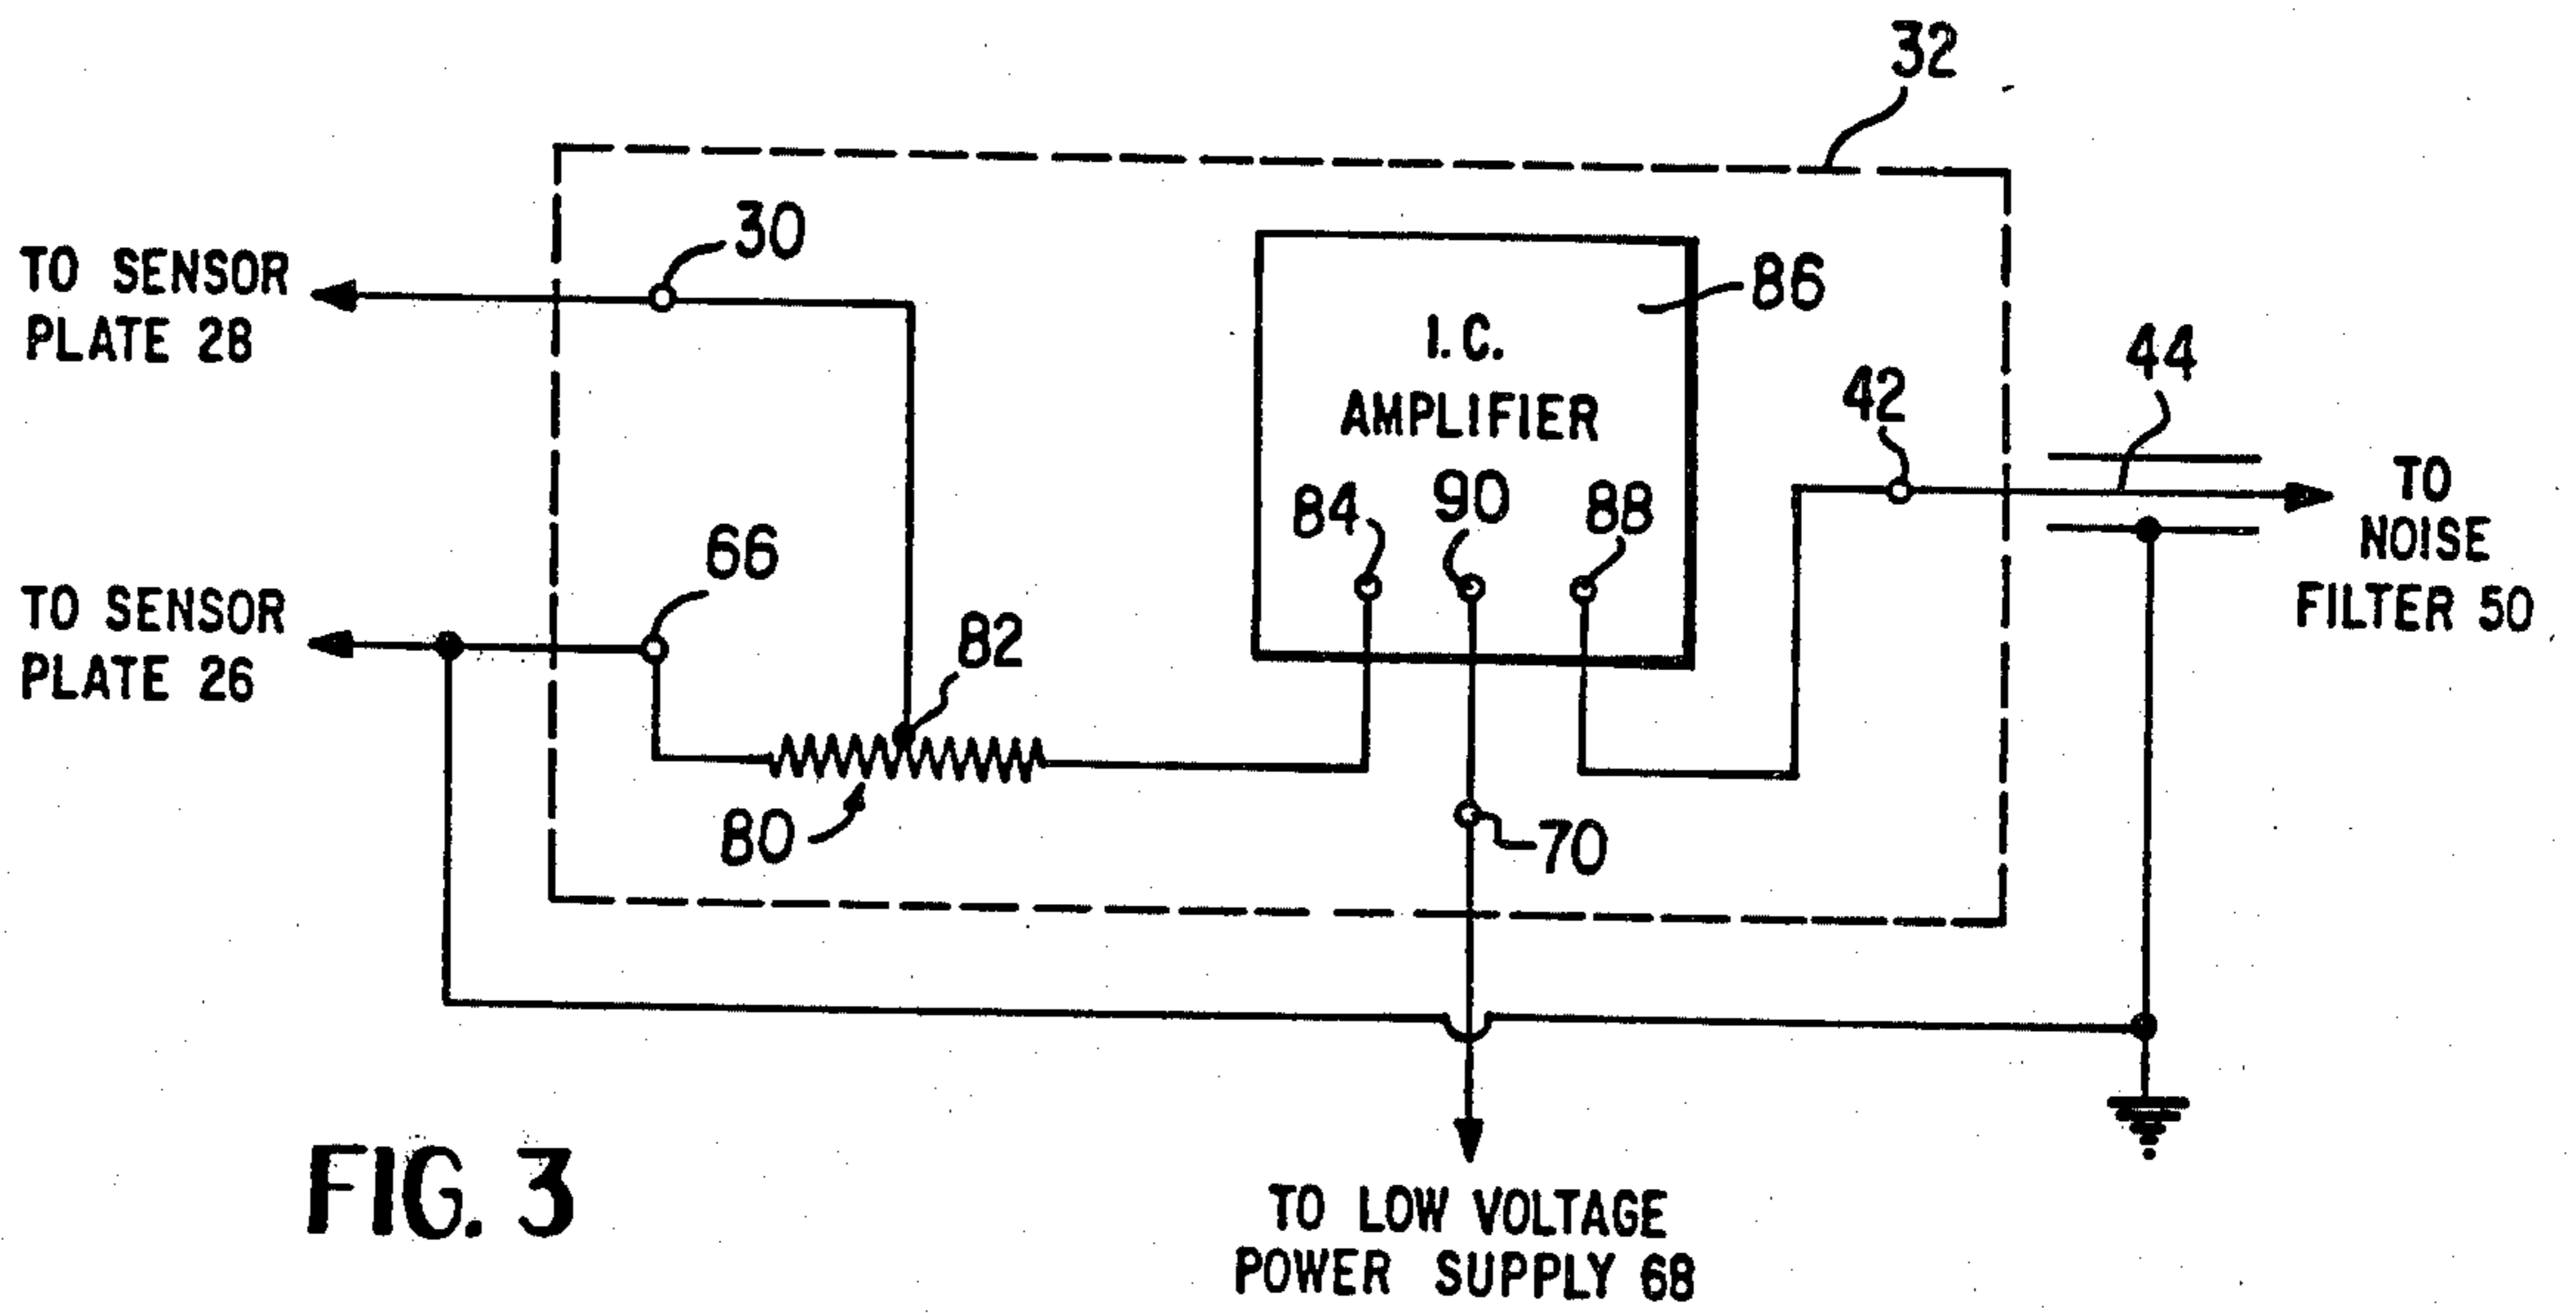 32
30
TO SENSOR
PLATE 28
86
I.C.
AMPLIFIER
44
42
84
90
88
TO
NOISE
FILTER 50
66
TO SENSOR
PLATE 26
82
80
70
FIG. 3
TO LOW VOLTAGE
POWER SUPPLY 68